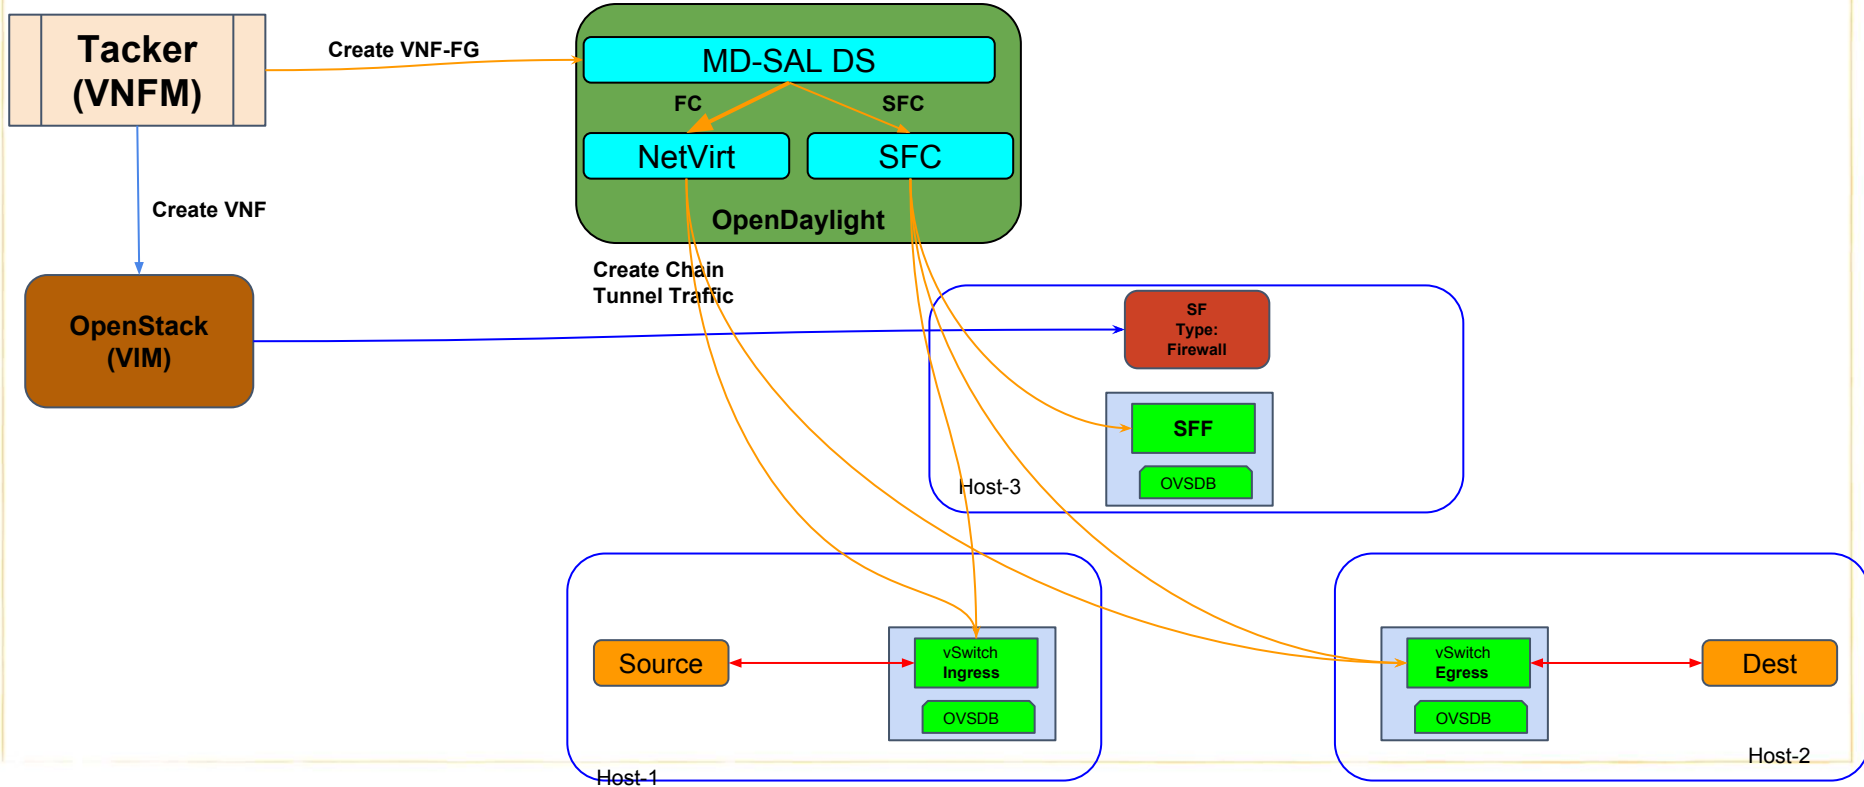 Tacker
(VNFM)
Create VNF-FG
MD-SAL DS
FC
SFC
NetVirt
SFC
OpenDaylight
Create VNF
Create Chain
Tunnel Traffic
OpenStack
(VIM)
SF
Type:
Firewall
SFF
OVSDB
Host-3
Source
vSwitch
Ingress
OVSDB
Host-1
vSwitch
Egress
OVSDB
Dest
Host-2